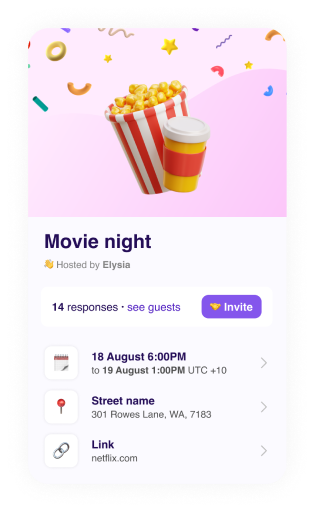 Movie night
Hosted by Elysia
14 responses • see guests
Invite
18 August 6:00PM
to 19 August 1:00PM UTC +10
Street name
301 Rowes Lane, WA, 7183
Link
netflix.com